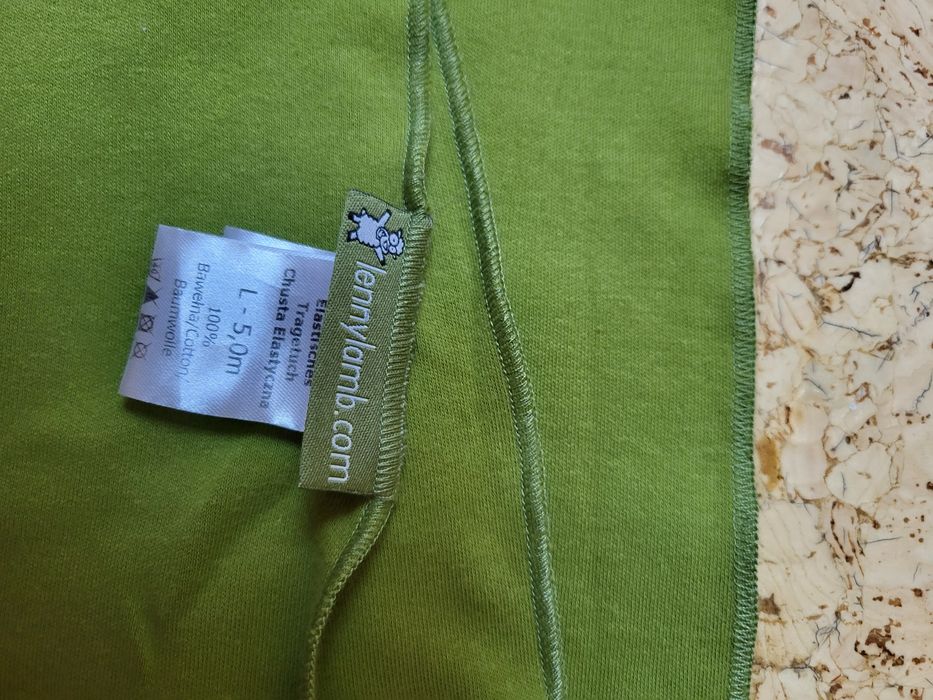 lennylamb.com
Elastisches
Tragetuch
Chusta Elastyczna
L - 5,0m
100%
Bawełna/Cotton,
Baumwolle